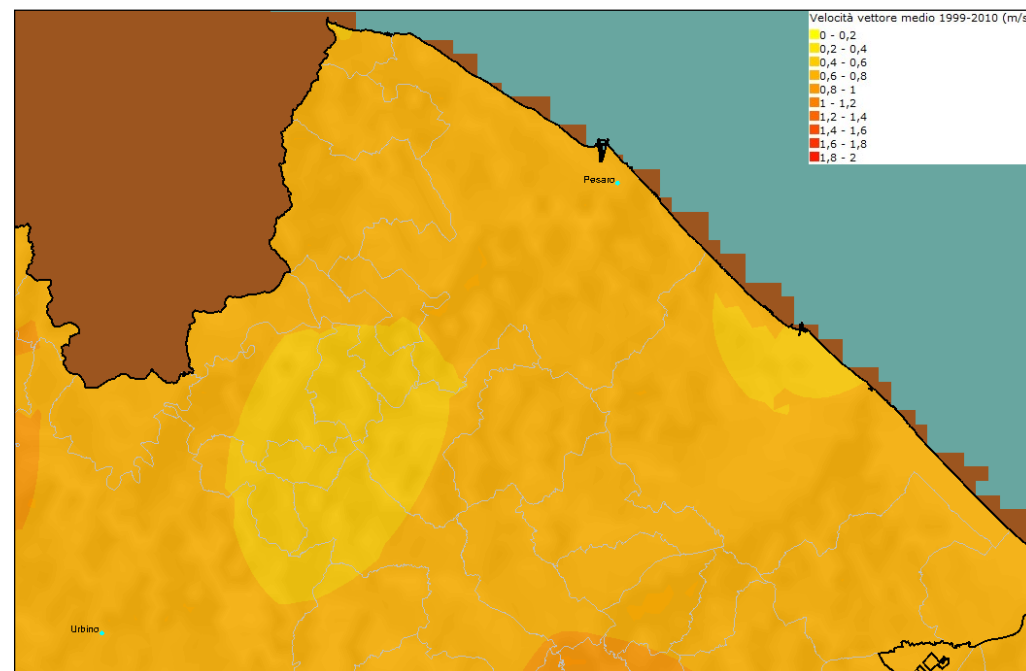 Velocità vettore medio 1999-2010 (m/s
0 - 0,2
0,2 - 0,4
0,4 - 0,6
0,6 - 0,8
0,8 - 1
1 - 1,2
1,2 - 1,4
1,4 - 1,6
1,6 - 1,8
1,8 - 2
Pesaro
Urbino